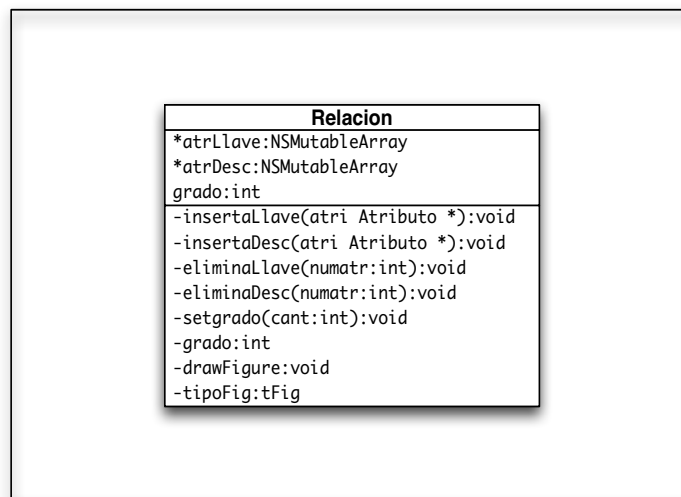 Relacion
*atrLlave:NSMutableArray
*atrDesc:NSMutableArray
grado:int
-insertaLlave(atri Atributo *):void
-insertaDesc(atri Atributo *):void
-eliminaLlave(numatr:int):void
-eliminaDesc(numatr:int):void
-setgrado(cant:int):void
-grado:int
-drawFigure:void
-tipoFig:tFig